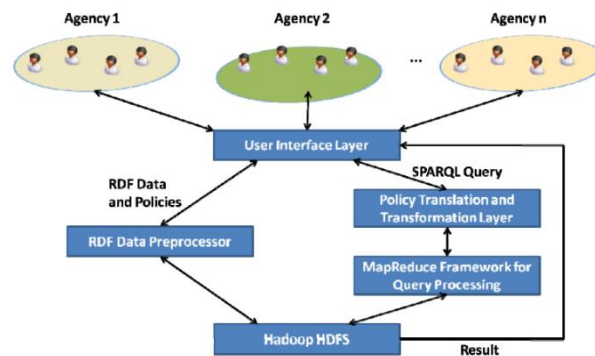 Agency 1
Agency 2
Agency n
...
User Interface Layer
RDF Data
and Policies
SPARQL Query
Policy Translation and
Transformation Layer
RDF Data Preprocessor
MapReduce Framework for
Query Processing
Hadoop HDFS
Result